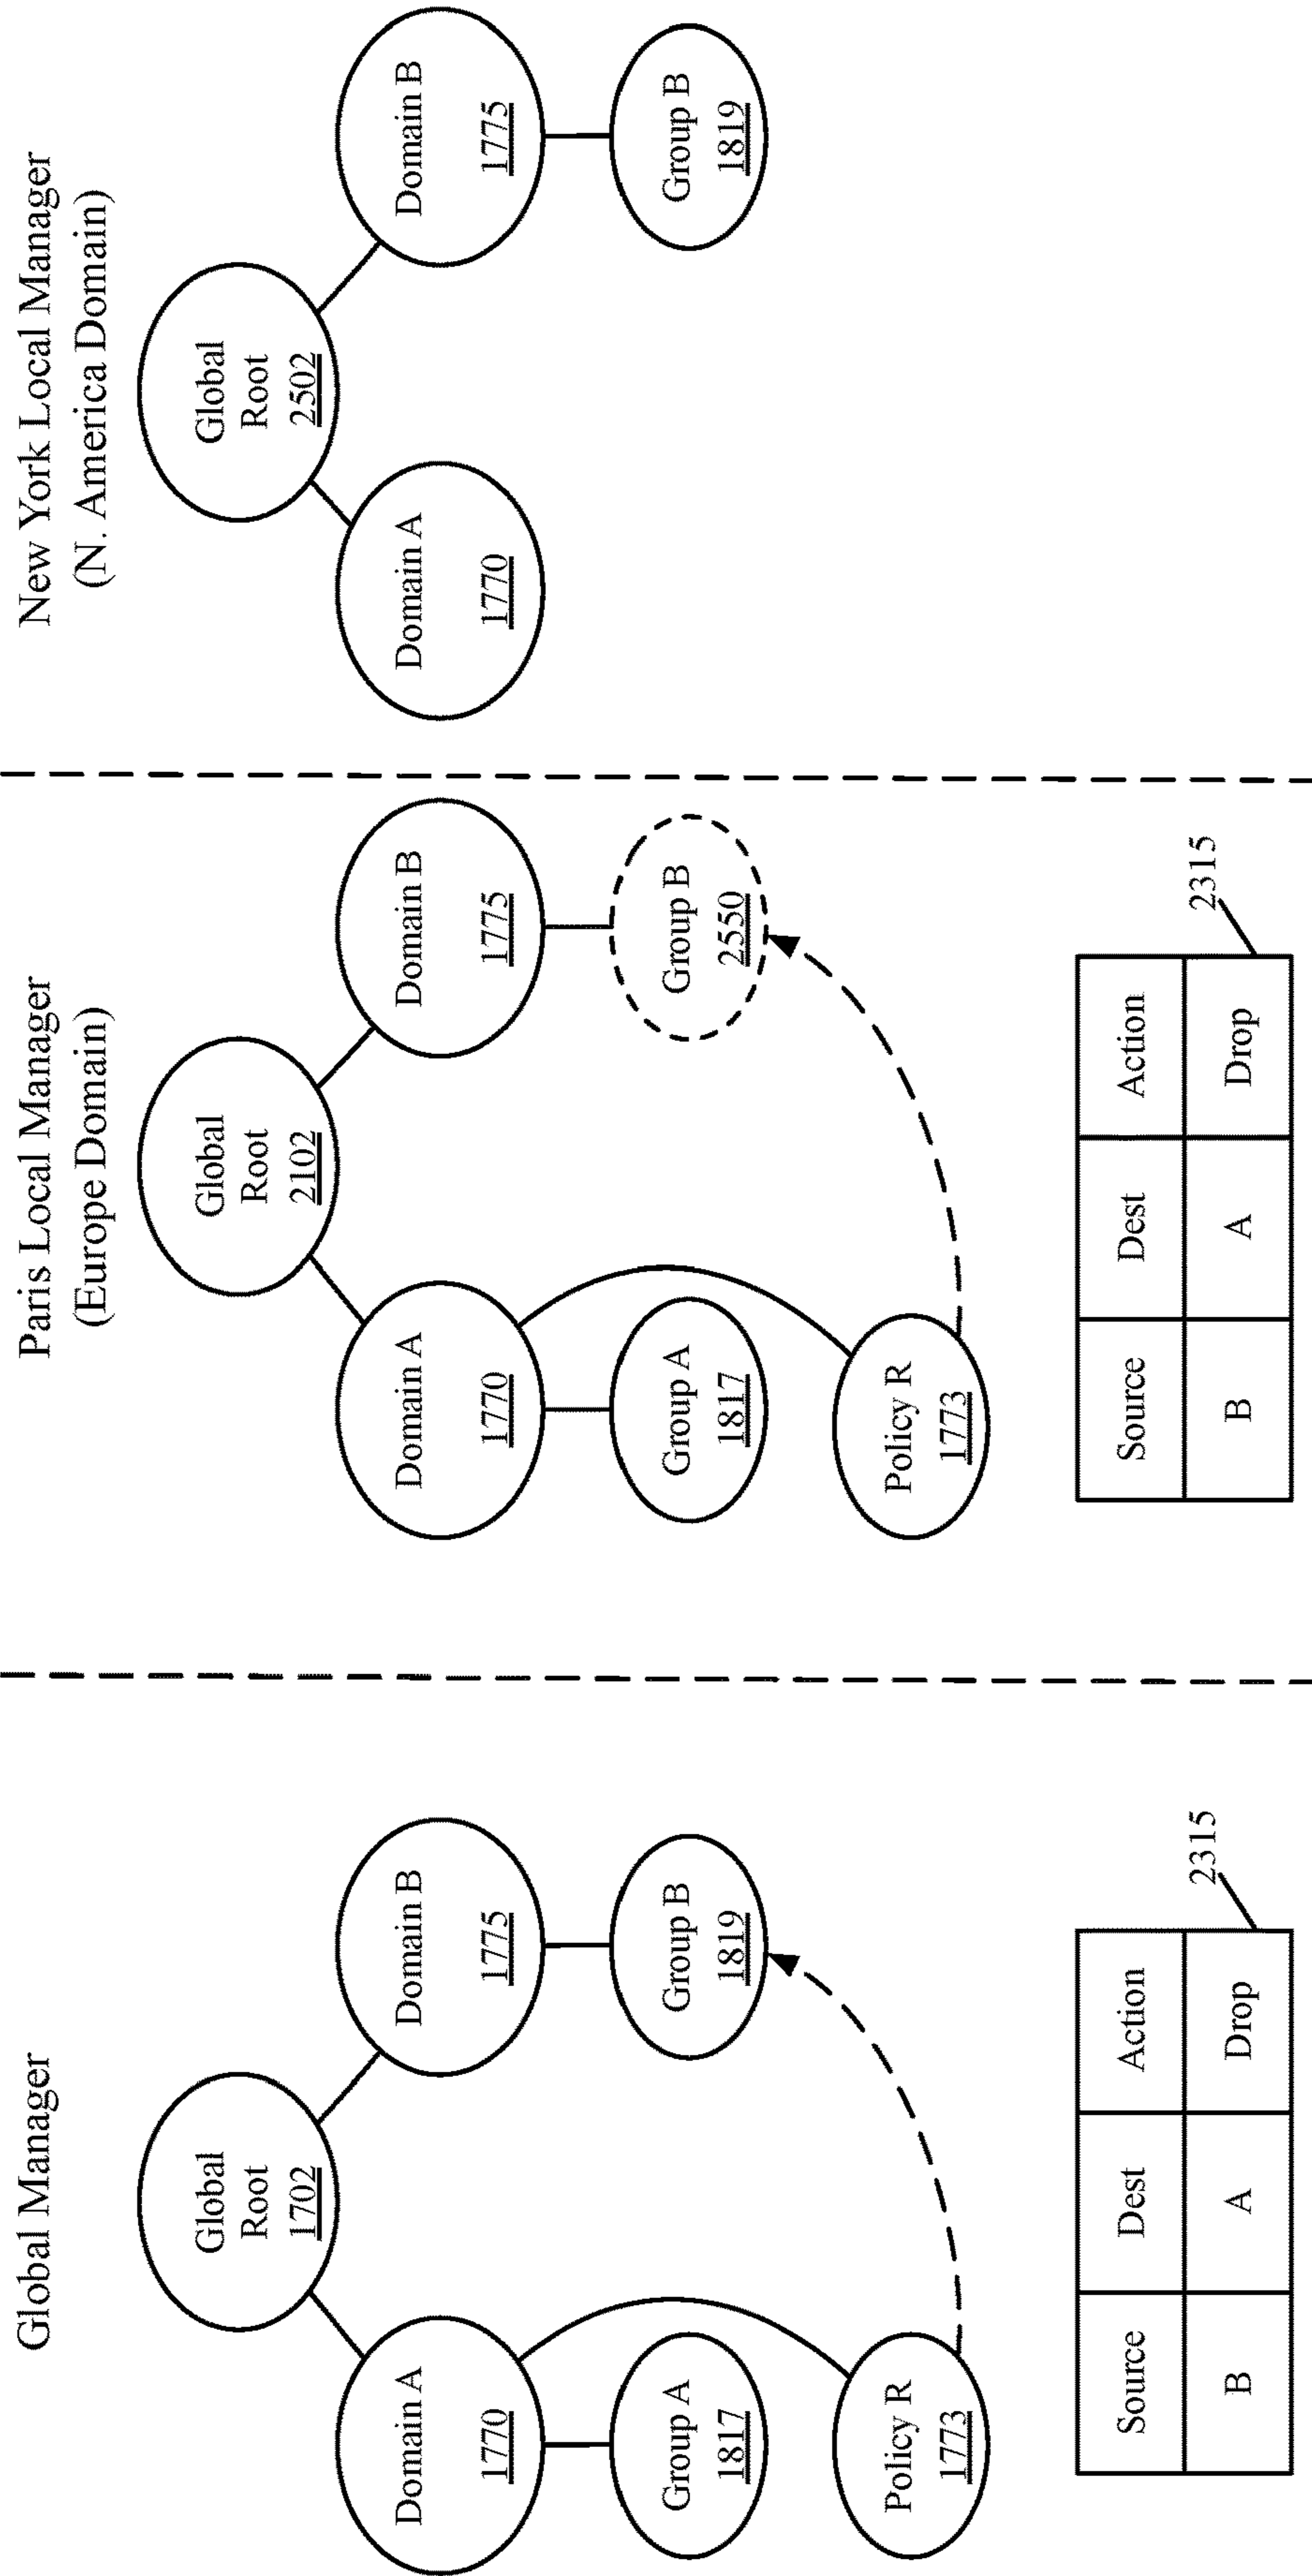 Global Manager
Global
Root
1702
Domain A
1770
Domain B
1775
Group A
1817
Group B
1819
Policy R
1773
Source Dest Action
B A Drop
2315
Paris Local Manager
(Europe Domain)
Global
Root
2102
Domain A
1770
Domain B
1775
Group A
1817
Group B
2550
Policy R
1773
Source Dest Action
B A Drop
2315
New York Local Manager
(N. America Domain)
Global
Root
2502
Domain A
1770
Domain B
1775
Group B
1819